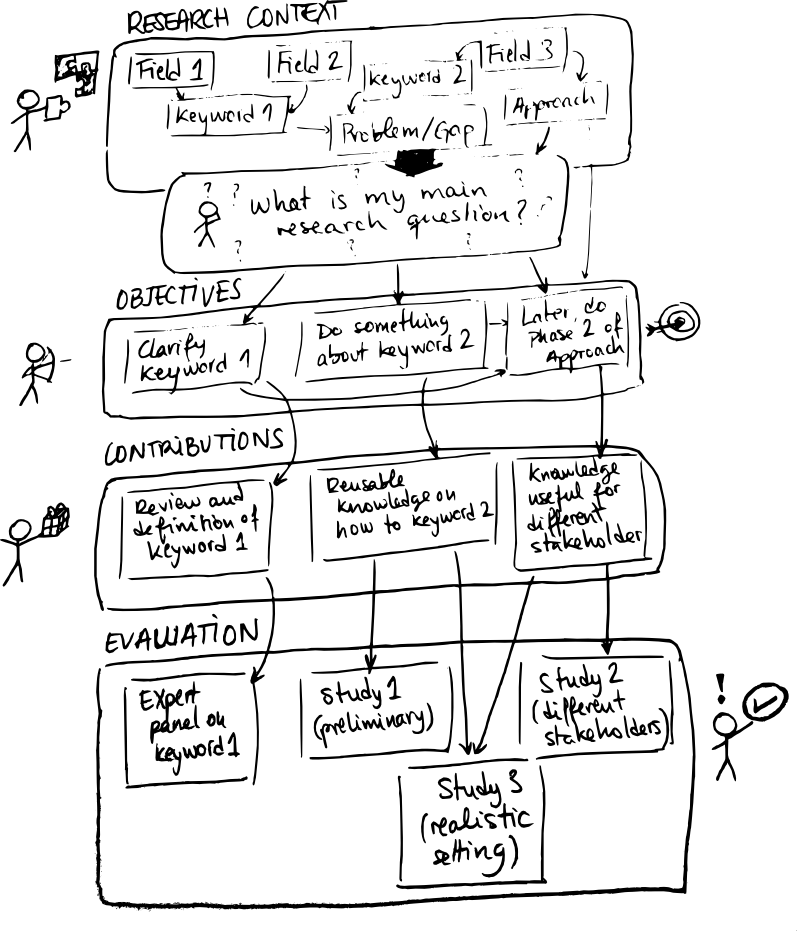 RESEARCH CONTEXT
Field 1
Field 2
Field 3
Keyword 2
Keyword 1
Approach
Problem/Gap
? ? ?
What is my main
research question? ?
? ? ?
OBJECTIVES
Clarify
Keyword 1
Do something
about keyword 2
Later, do
Phase 2 of
Approach
CONTRIBUTIONS
Review and
definition of
Keyword 1
Reusable
Knowledge on
how to keyword 2
Knowledge
useful for
different
stakeholder
EVALUATION
Expert
panel on
keyword 1
Study 1
(preliminary)
Study 2
(different
stakeholders)
!
Study 3
(realistic
setting)